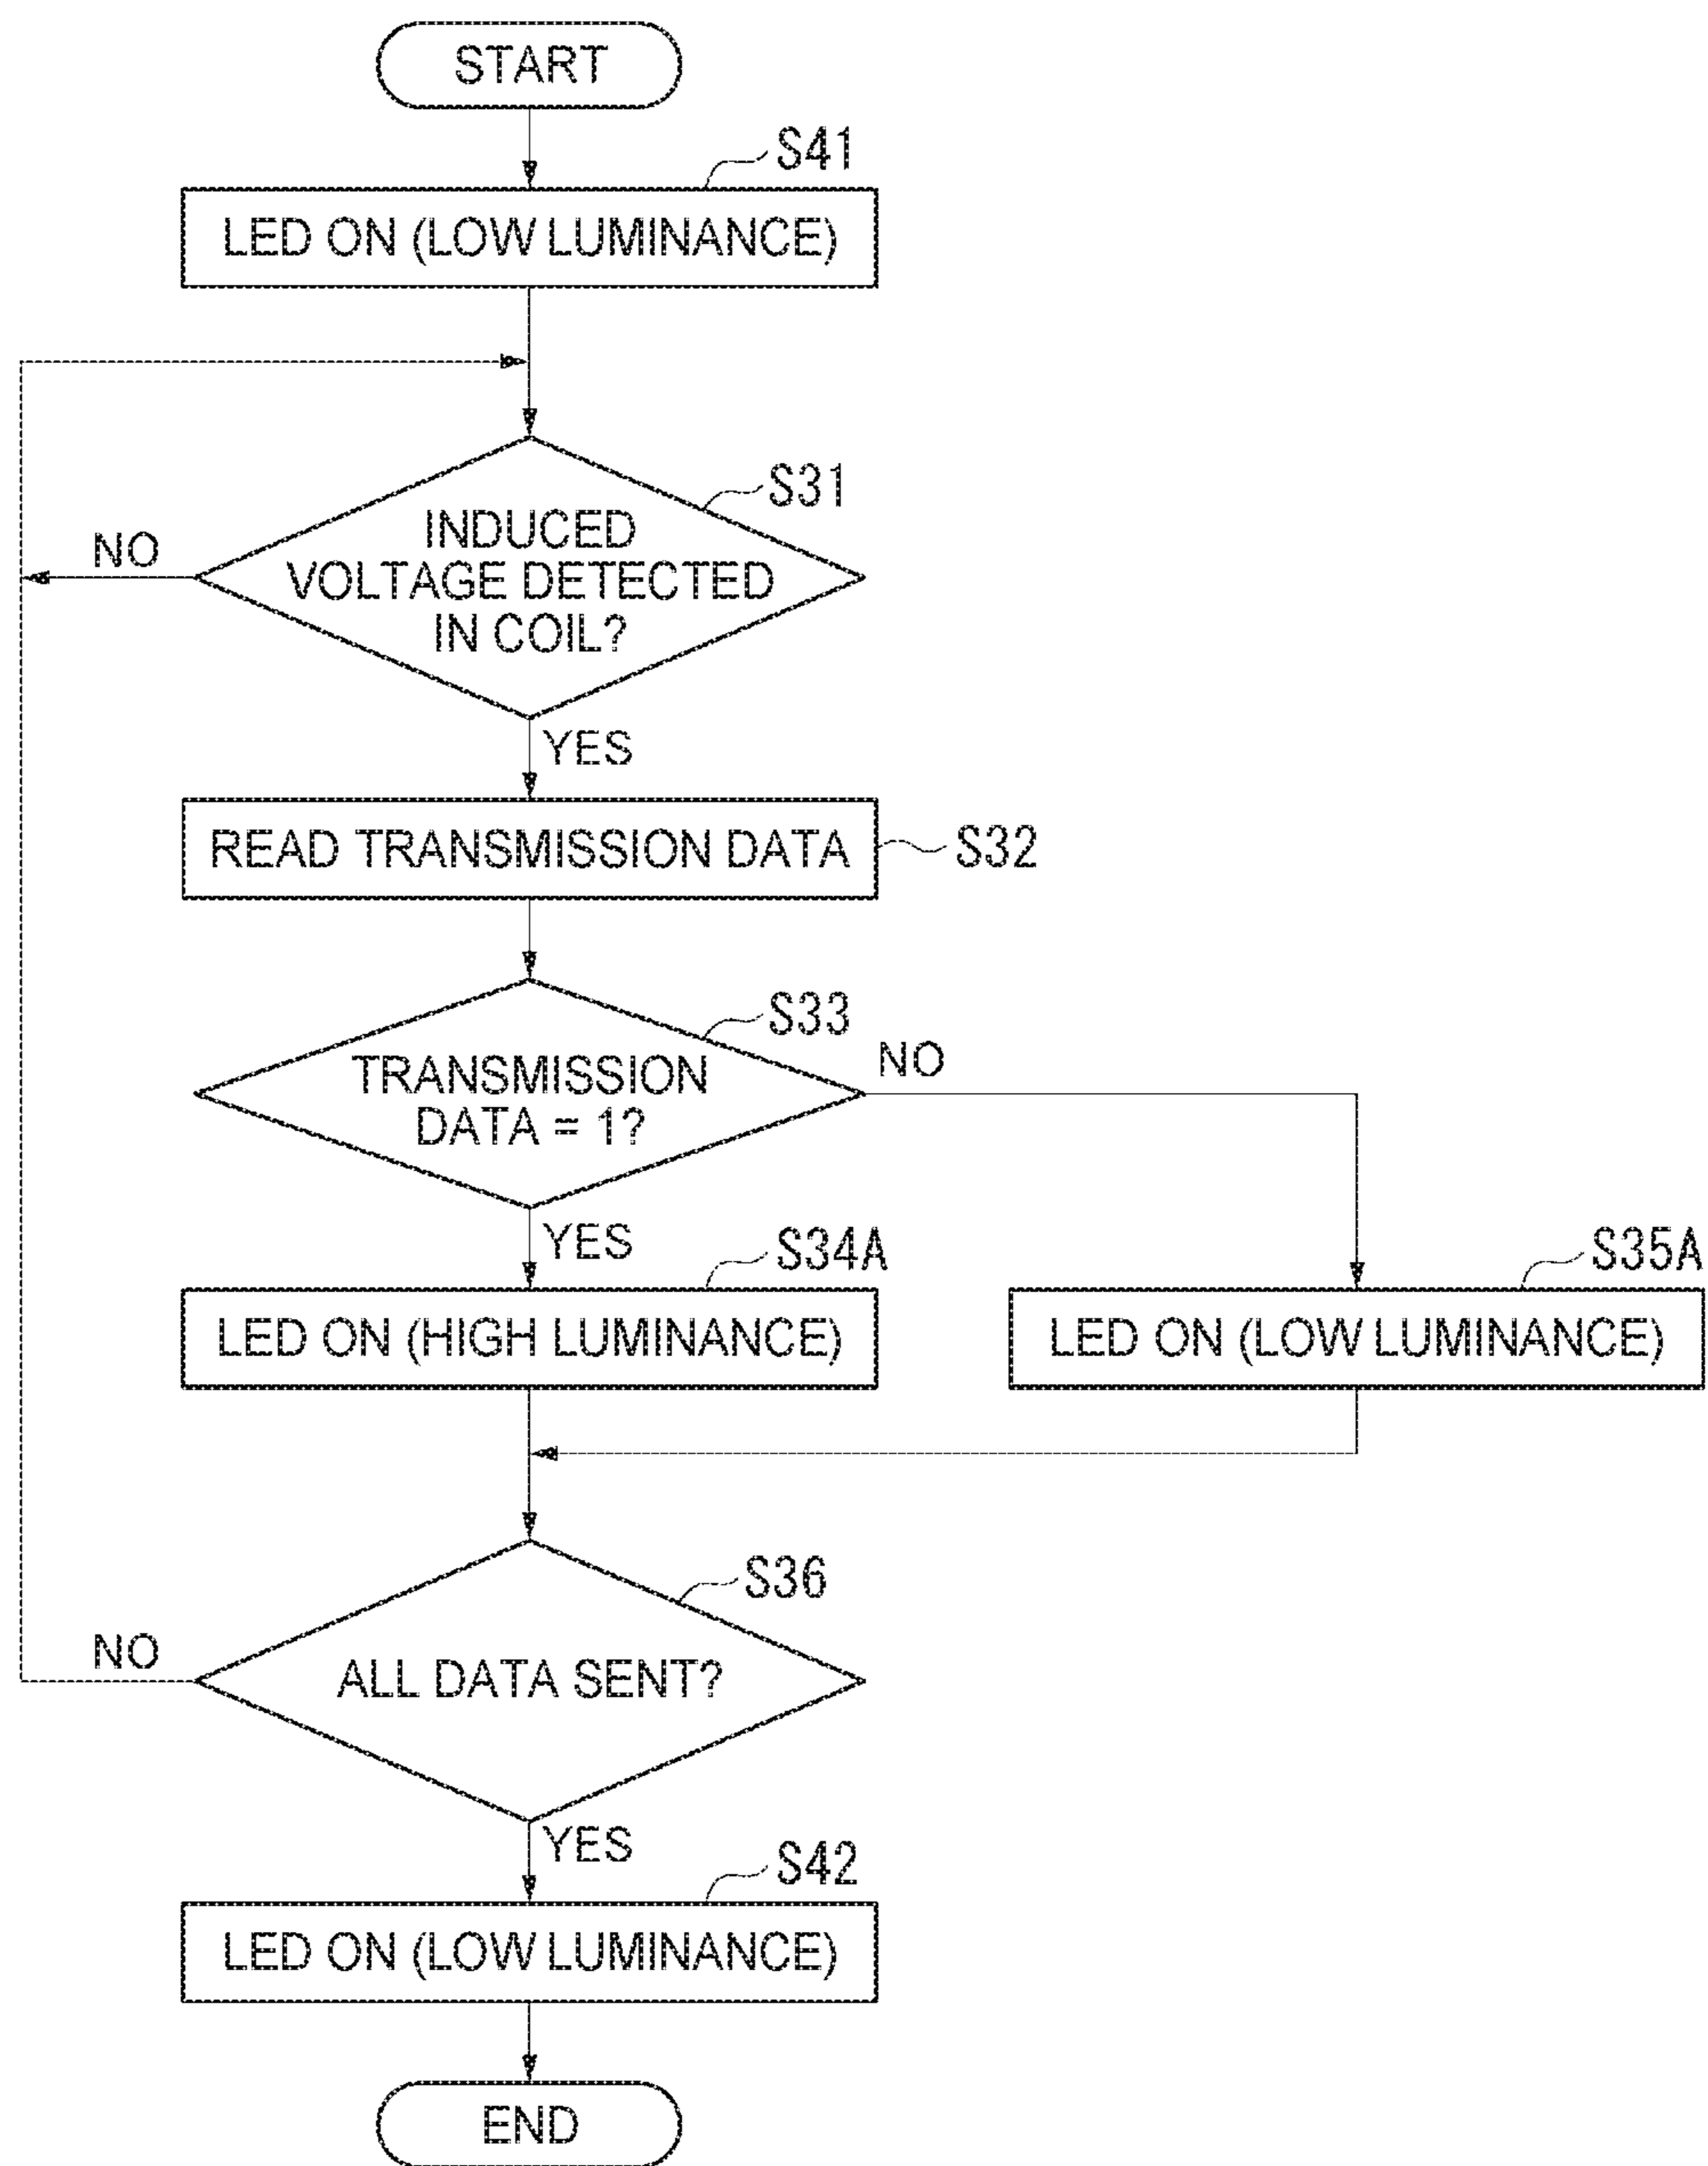 START
S41
LED ON (LOW LUMINANCE)
S31
INDUCED
VOLTAGE DETECTED
IN COIL?
NO
YES
READ TRANSMISSION DATA
S32
S33
TRANSMISSION
DATA = 1?
NO
YES
S34A
LED ON (HIGH LUMINANCE)
S35A
LED ON (LOW LUMINANCE)
S36
ALL DATA SENT?
NO
YES
S42
LED ON (LOW LUMINANCE)
END